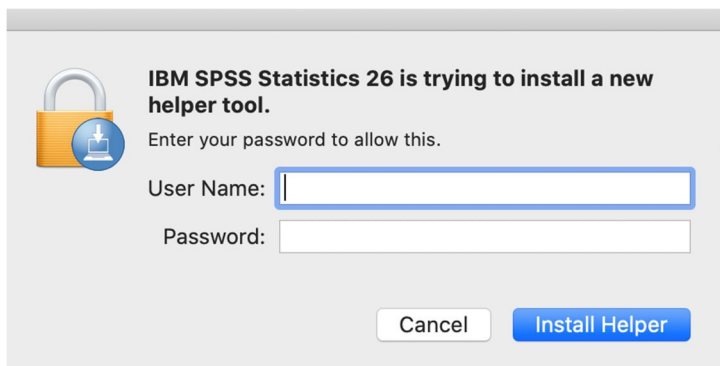 IBM SPSS Statistics 26 is trying to install a new
helper tool.
Enter your password to allow this.
User Name:
Password:
Cancel
Install Helper